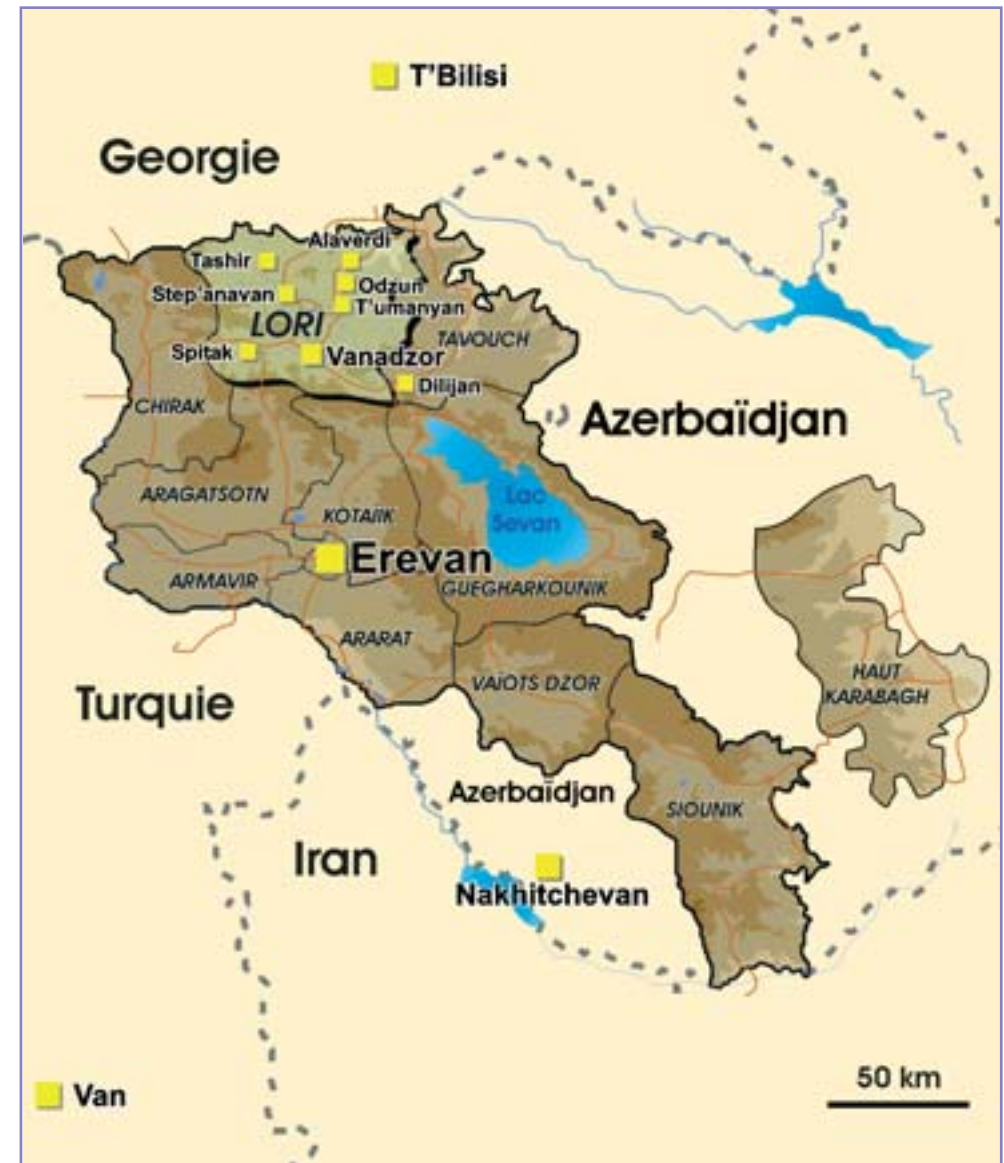 T'Bilisi
Georgie
Alaverdi
Tashir
Odzun
Step'anavan
T'umanyan
LORI
TAVOUCH
Spitak
Vanadzor
Dilijan
CHIRAK
Azerbaïdjan
ARAGATSOTN
Lac
Sevan
KOTAIIK
Erevan
ARMAVIR
GUEGHARKOUNIK
ARARAT
HAUT
KARABAGH
VAÏOTS DZOR
Turquie
Azerbaïdjan
SIOUNIK
Iran
Nakhitchevan
50 km
Van